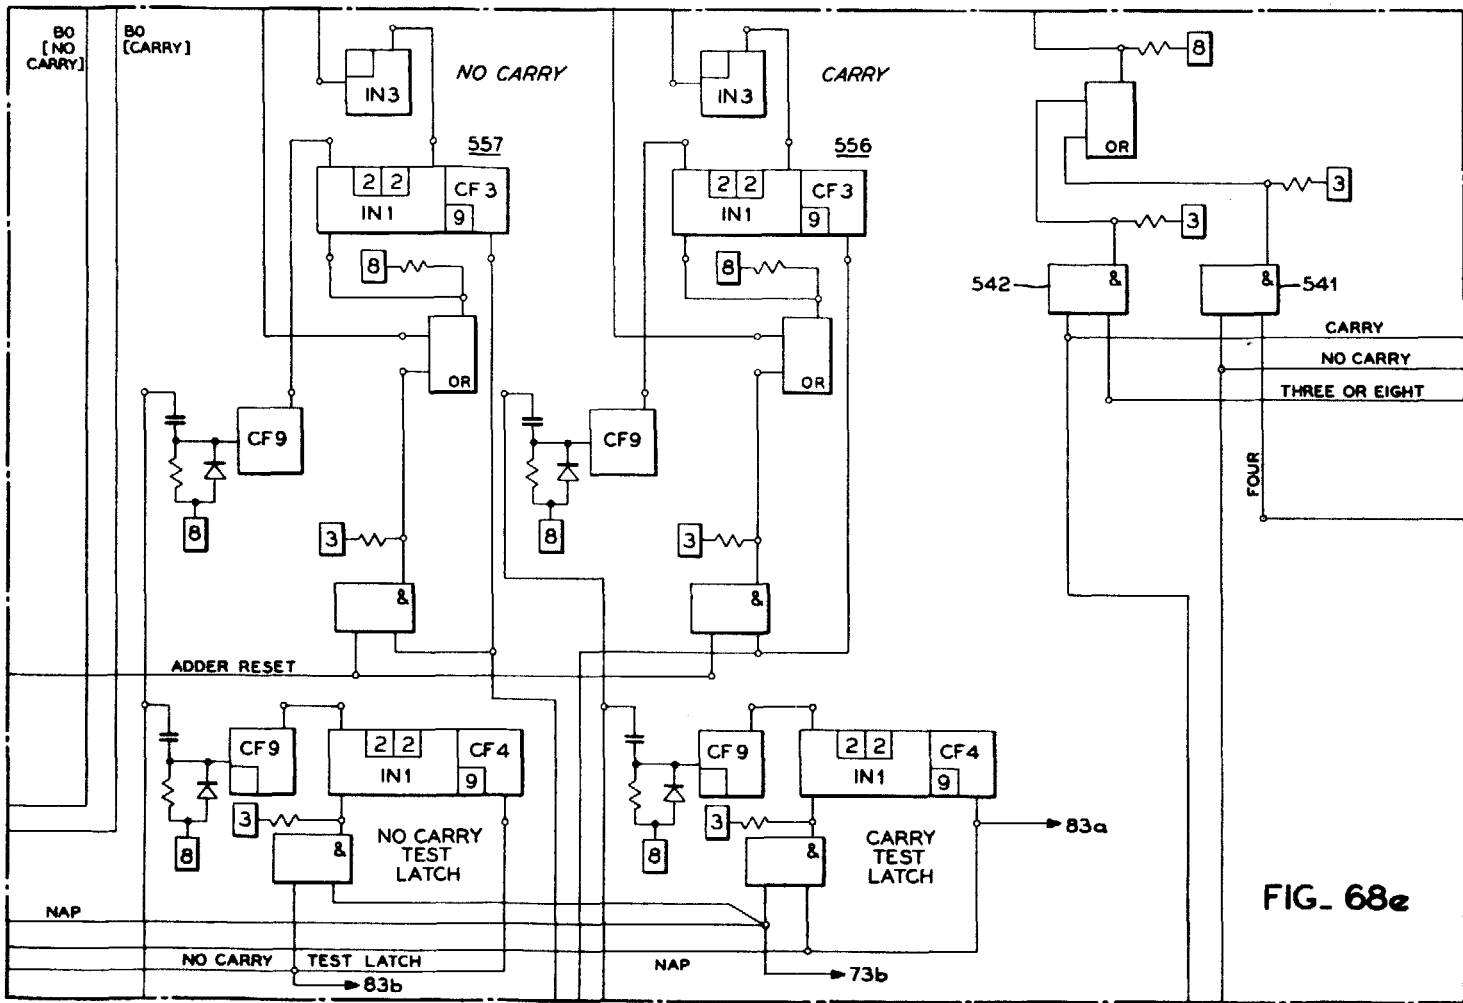 BO
[NO
CARRY]
BO
[CARRY]
IN3
NO CARRY
IN3
CARRY
8
OR
557
2 2
CF3
IN1
9
556
2 2
CF3
IN1
9
3
3
8
8
542
&
&
541
OR
OR
CARRY
NO CARRY
THREE OR EIGHT
CF9
CF9
FOUR
8
8
3
3
&
&
ADDER RESET
CF9
2 2
CF4
IN1
9
CF9
2 2
CF4
IN1
9
3
3
83a
8
&
NO CARRY
TEST
LATCH
8
&
CARRY
TEST
LATCH
FIG_ 68e
NAP
NO CARRY TEST LATCH
NAP
73b
83b